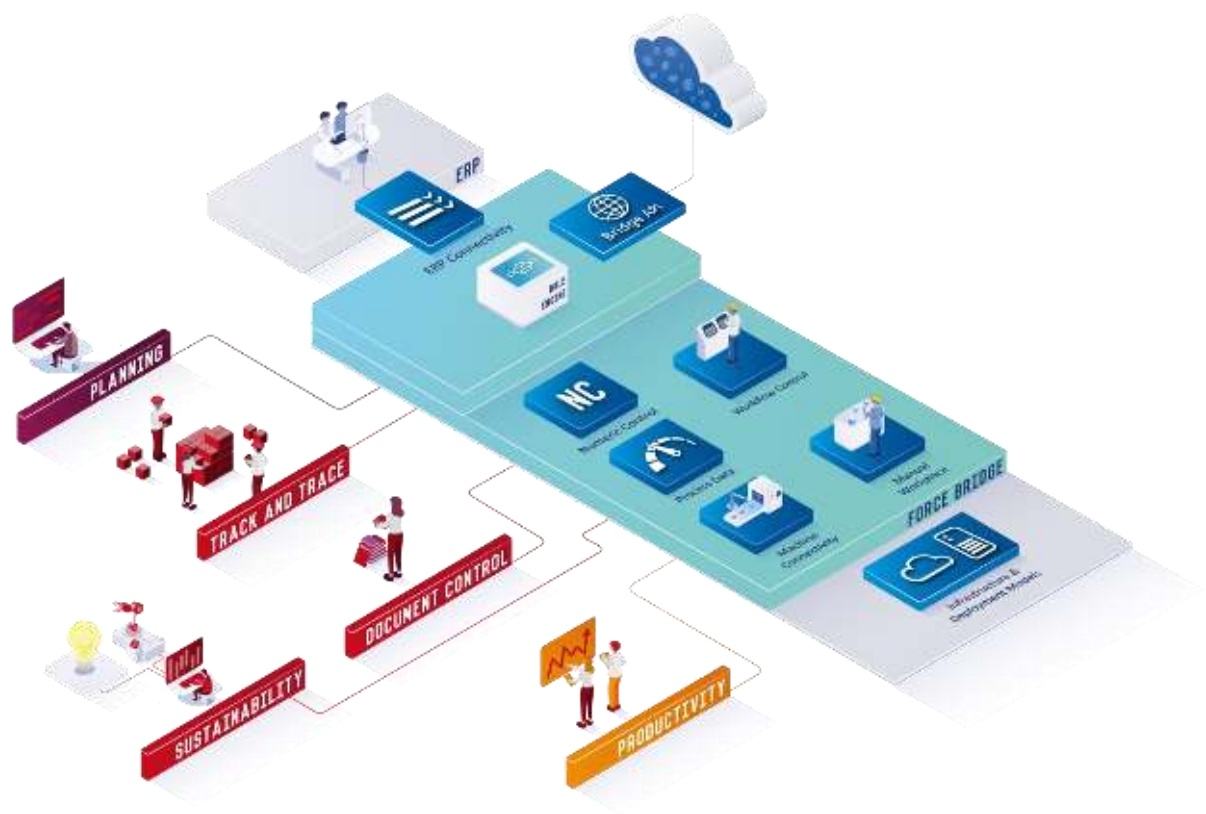 ERP
ERP Connectivity
Bridge API
RULE
ENGINE
PLANNING
NC
Numeric Control
Workflow Control
TRACK AND TRACE
Process Data
Manual
Workplace
Machine
Connectivity
FORCE BRIDGE
DOCUMENT CONTROL
Infrastructure &
Deployment Models
SUSTAINABILITY
PRODUCTIVITY